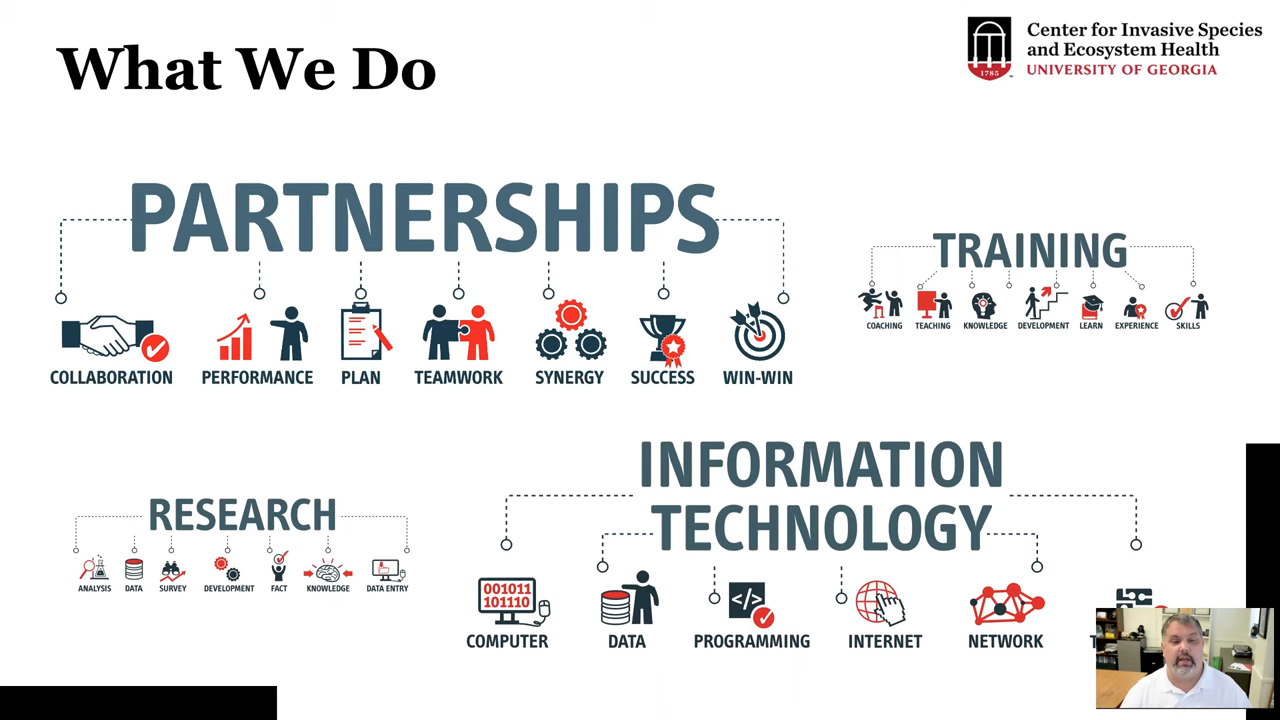 What We Do
Center for Invasive Species
and Ecosystem Health
UNIVERSITY OF GEORGIA
1785
PARTNERSHIPS
COLLABORATION PERFORMANCE PLAN TEAMWORK SYNERGY SUCCESS WIN-WIN
TRAINING
COACHING TEACHING KNOWLEDGE DEVELOPMENT LEARN EXPERIENCE SKILLS
RESEARCH
ANALYSIS DATA SURVEY DEVELOPMENT FACT KNOWLEDGE DATA ENTRY
INFORMATION
TECHNOLOGY
001011
101110
</>
COMPUTER DATA PROGRAMMING INTERNET NETWORK